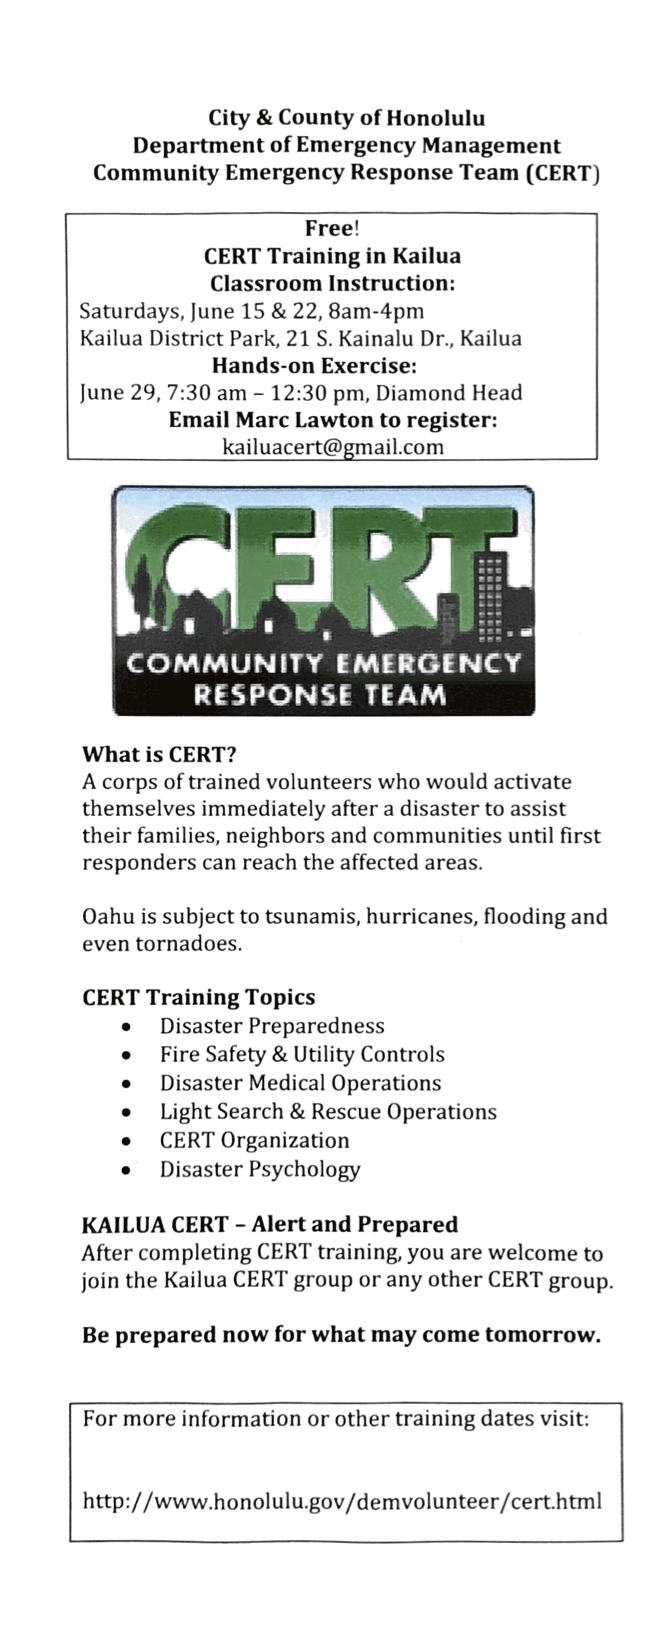 City & County of Honolulu
Department of Emergency Management
Community Emergency Response Team (CERT)
Free!
CERT Training in Kailua
Classroom Instruction:
Saturdays, June 15 & 22, 8am-4pm
Kailua District Park, 21 S. Kainalu Dr., Kailua
Hands-on Exercise:
June 29, 7:30 am – 12:30 pm, Diamond Head
Email Marc Lawton to register:
kailuacert@gmail.com
CERT
COMMUNITY EMERGENCY
RESPONSE TEAM
What is CERT?
A corps of trained volunteers who would activate
themselves immediately after a disaster to assist
their families, neighbors and communities until first
responders can reach the affected areas.
Oahu is subject to tsunamis, hurricanes, flooding and
even tornadoes.
CERT Training Topics
• Disaster Preparedness
• Fire Safety & Utility Controls
• Disaster Medical Operations
• Light Search & Rescue Operations
• CERT Organization
• Disaster Psychology
KAILUA CERT – Alert and Prepared
After completing CERT training, you are welcome to
join the Kailua CERT group or any other CERT group.
Be prepared now for what may come tomorrow.
For more information or other training dates visit:
http://www.honolulu.gov/demvolunteer/cert.html